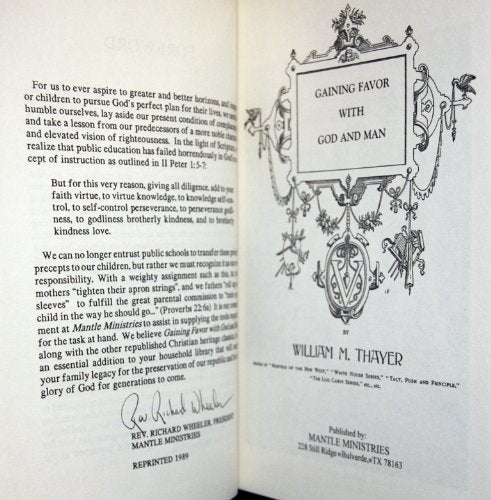 FOREWORD
For us to ever aspire to greater and better horizons, and
or children to pursue God's perfect plan for their lives, we
humble ourselves, lay aside our present condition of
and take a lesson from our predecessors of a more noble
and elevated vision of righteousness. In the light of
realize that public education has failed horrendously in
cept of instruction as outlined in II Peter 1:5-7:
But for this very reason, giving all diligence, add to your
faith virtue, to virtue knowledge, to knowledge self-con-
trol, to self-control perseverance, to perseverance godli-
ness, to godliness brotherly kindness, and to brotherly
kindness love.
We can no longer entrust public schools to transfer these
precepts to our children, but rather we must recognize it as our
responsibility. With a weighty assignment such as this,
mothers "tighten their apron strings", and we fathers
sleeves" to fulfill the great parental commission to
child in the way he should go..." (Proverbs 22:6a) It is our
ment at Mantle Ministries to assist in supplying the tools
for the task at hand. We believe Gaining Favor with God and
along with the other republished Christian heritage
an essential addition to your household library that will
your family legacy for the preservation of our republic and
glory of God for generations to come.
Rev Richard Wheeler
REV. RICHARD WHEELER, PRESIDENT
MANTLE MINISTRIES
REPRINTED 1989
GAINING FAVOR
WITH
GOD AND MAN
BY
WILLIAM M. THAYER
AUTHOR OF "MARVELS OF THE NEW WEST," "WHITE HOUSE SERIES," "TACT, PUSH AND PRINCIPLE,"
"THE LOG CABIN SERIES," ETC., ETC.
Published by:
MANTLE MINISTRIES
228 Still Ridge●Bulverde,●TX 78163